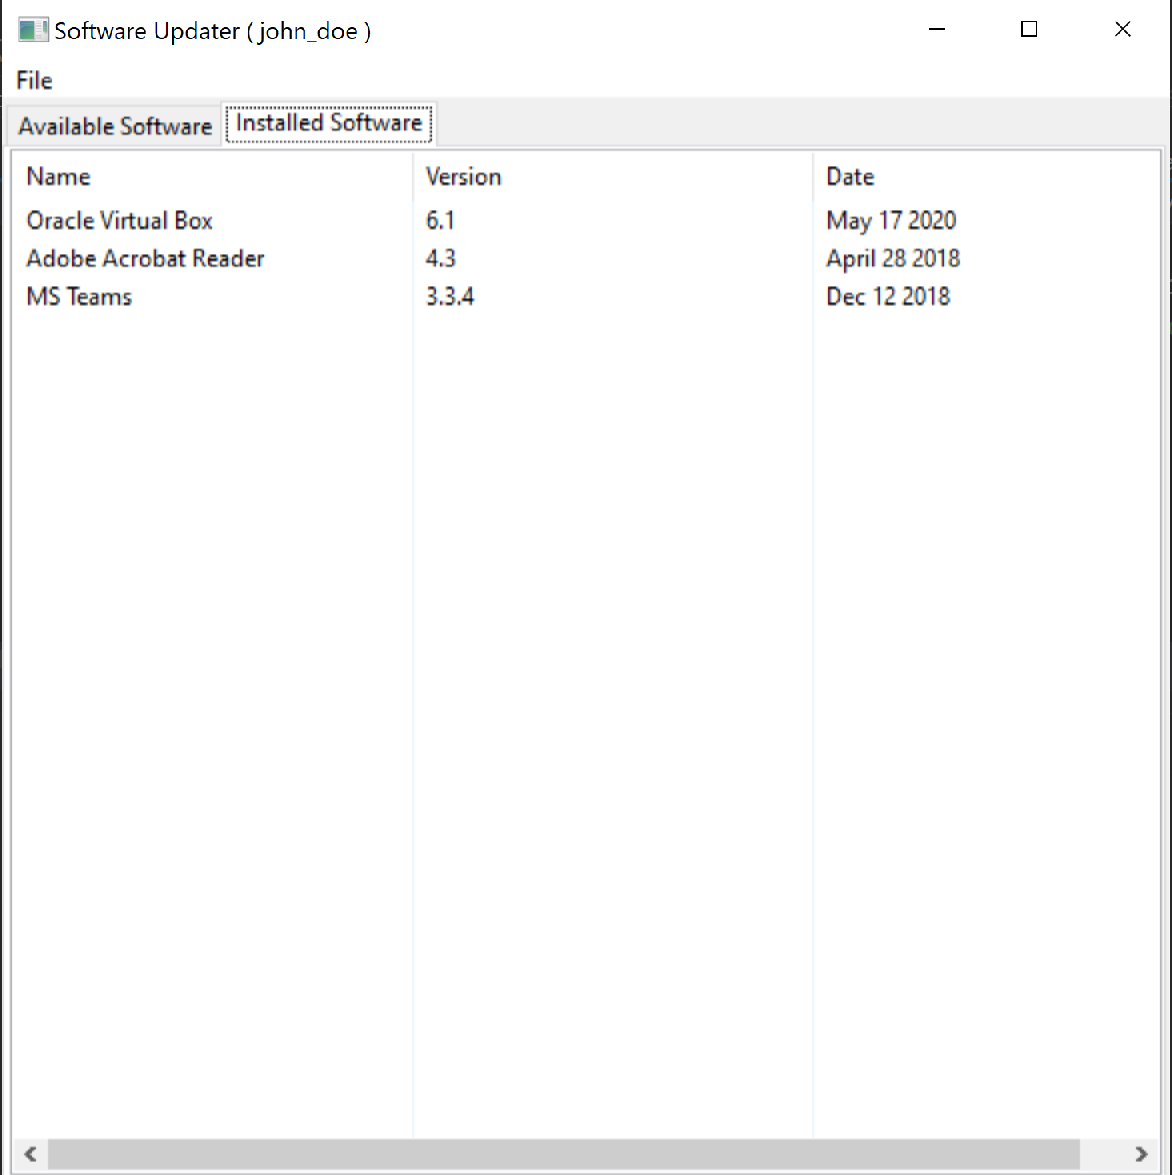 Software Updater ( john_doe )
File
Available Software Installed Software
Name Version Date
Oracle Virtual Box 6.1 May 17 2020
Adobe Acrobat Reader 4.3 April 28 2018
MS Teams 3.3.4 Dec 12 2018